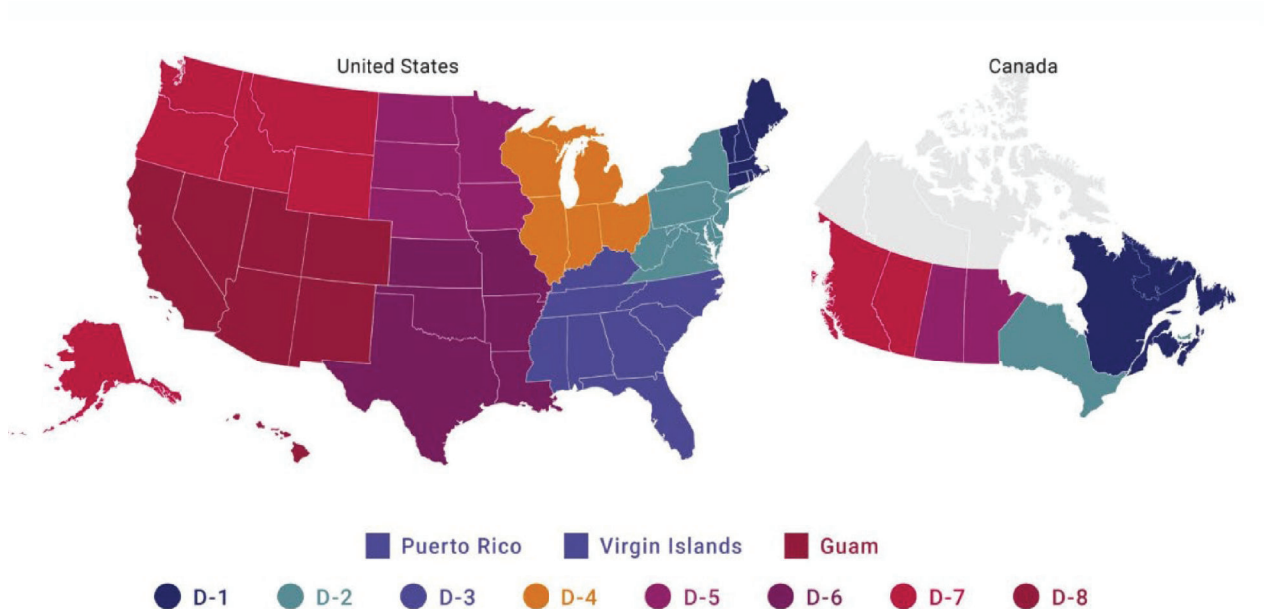 United States
Canada
Puerto Rico
Virgin Islands
Guam
D-1
D-2
D-3
D-4
D-5
D-6
D-7
D-8